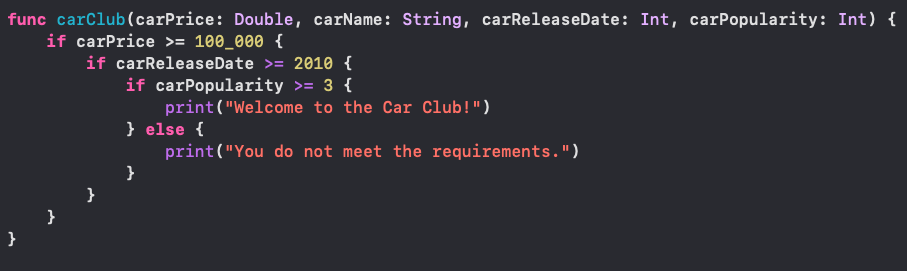 func carClub(carPrice: Double, carName: String, carReleaseDate: Int, carPopularity: Int) {
    if carPrice >= 100_000 {
        if carReleaseDate >= 2010 {
            if carPopularity >= 3 {
                print("Welcome to the Car Club!")
            } else {
                print("You do not meet the requirements.")
            }
        }
    }
}